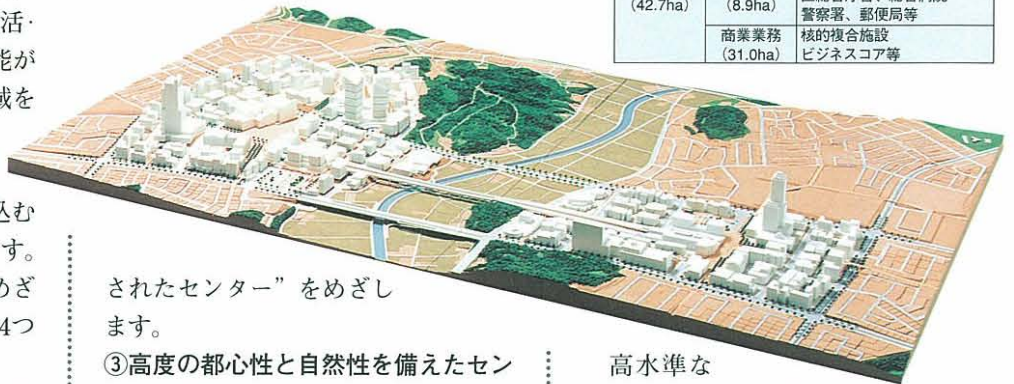 活・
能が
域を
込む
す。
めざ
4つ
されたセンター”をめざし
ます。
③高度の都心性と自然性を備えたセン
高水準な
(42.7ha)
(8.9ha)
警察署、郵便局等
商業業務
(31.0ha)
核的複合施設
ビジネスコア等